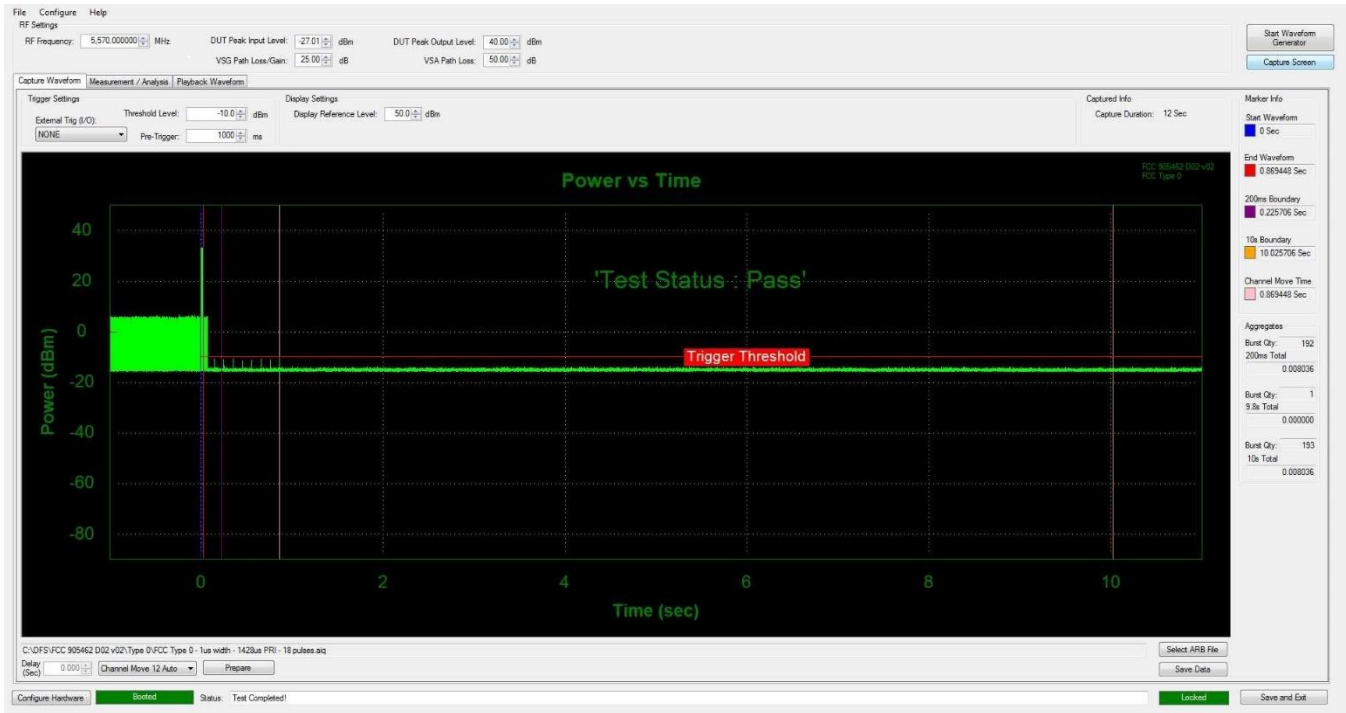 File Configure Help
RF Settings
RF Frequency: 5,570.000000 MHz DUT Peak Input Level: -27.01 dBm DUT Peak Output Level: 40.00 dBm
VSG Path Loss/Gain: 25.00 dB VSA Path Loss: 50.00 dB
Start Waveform Generator
Capture Screen
Capture Waveform Measurement / Analysis Playback Waveform
Trigger Settings
External Trig (I/O): Threshold Level: -10.0 dBm
NONE Pre-Trigger: 1000 ms
Display Settings
Display Reference Level: 50.0 dBm
Captured Info
Capture Duration: 12 Sec
FCC 905462 D02 v02
FCC Type 0
Power vs Time
'Test Status : Pass'
Trigger Threshold
Power (dBm)
40
20
0
-20
-40
-60
-80
0 2 4 6 8 10
Time (sec)
Marker Info
Start Waveform
0 Sec
End Waveform
0.869448 Sec
200ms Boundary
0.225706 Sec
10s Boundary
10.025706 Sec
Channel Move Time
0.869448 Sec
Aggregates
Burst Qty: 192
200ms Total
0.008036
Burst Qty: 1
9.8s Total
0.000000
Burst Qty: 193
10s Total
0.008036
C:\DFS\FCC 905462 D02 v02\Type 0\FCC Type 0 - 1us width - 1428us PRI - 18 pulses.aiq
Select ARB File
Delay (Sec) 0.000 Channel Move 12 Auto Prepare
Save Data
Configure Hardware Booted Status: Test Completed! Locked Save and Exit